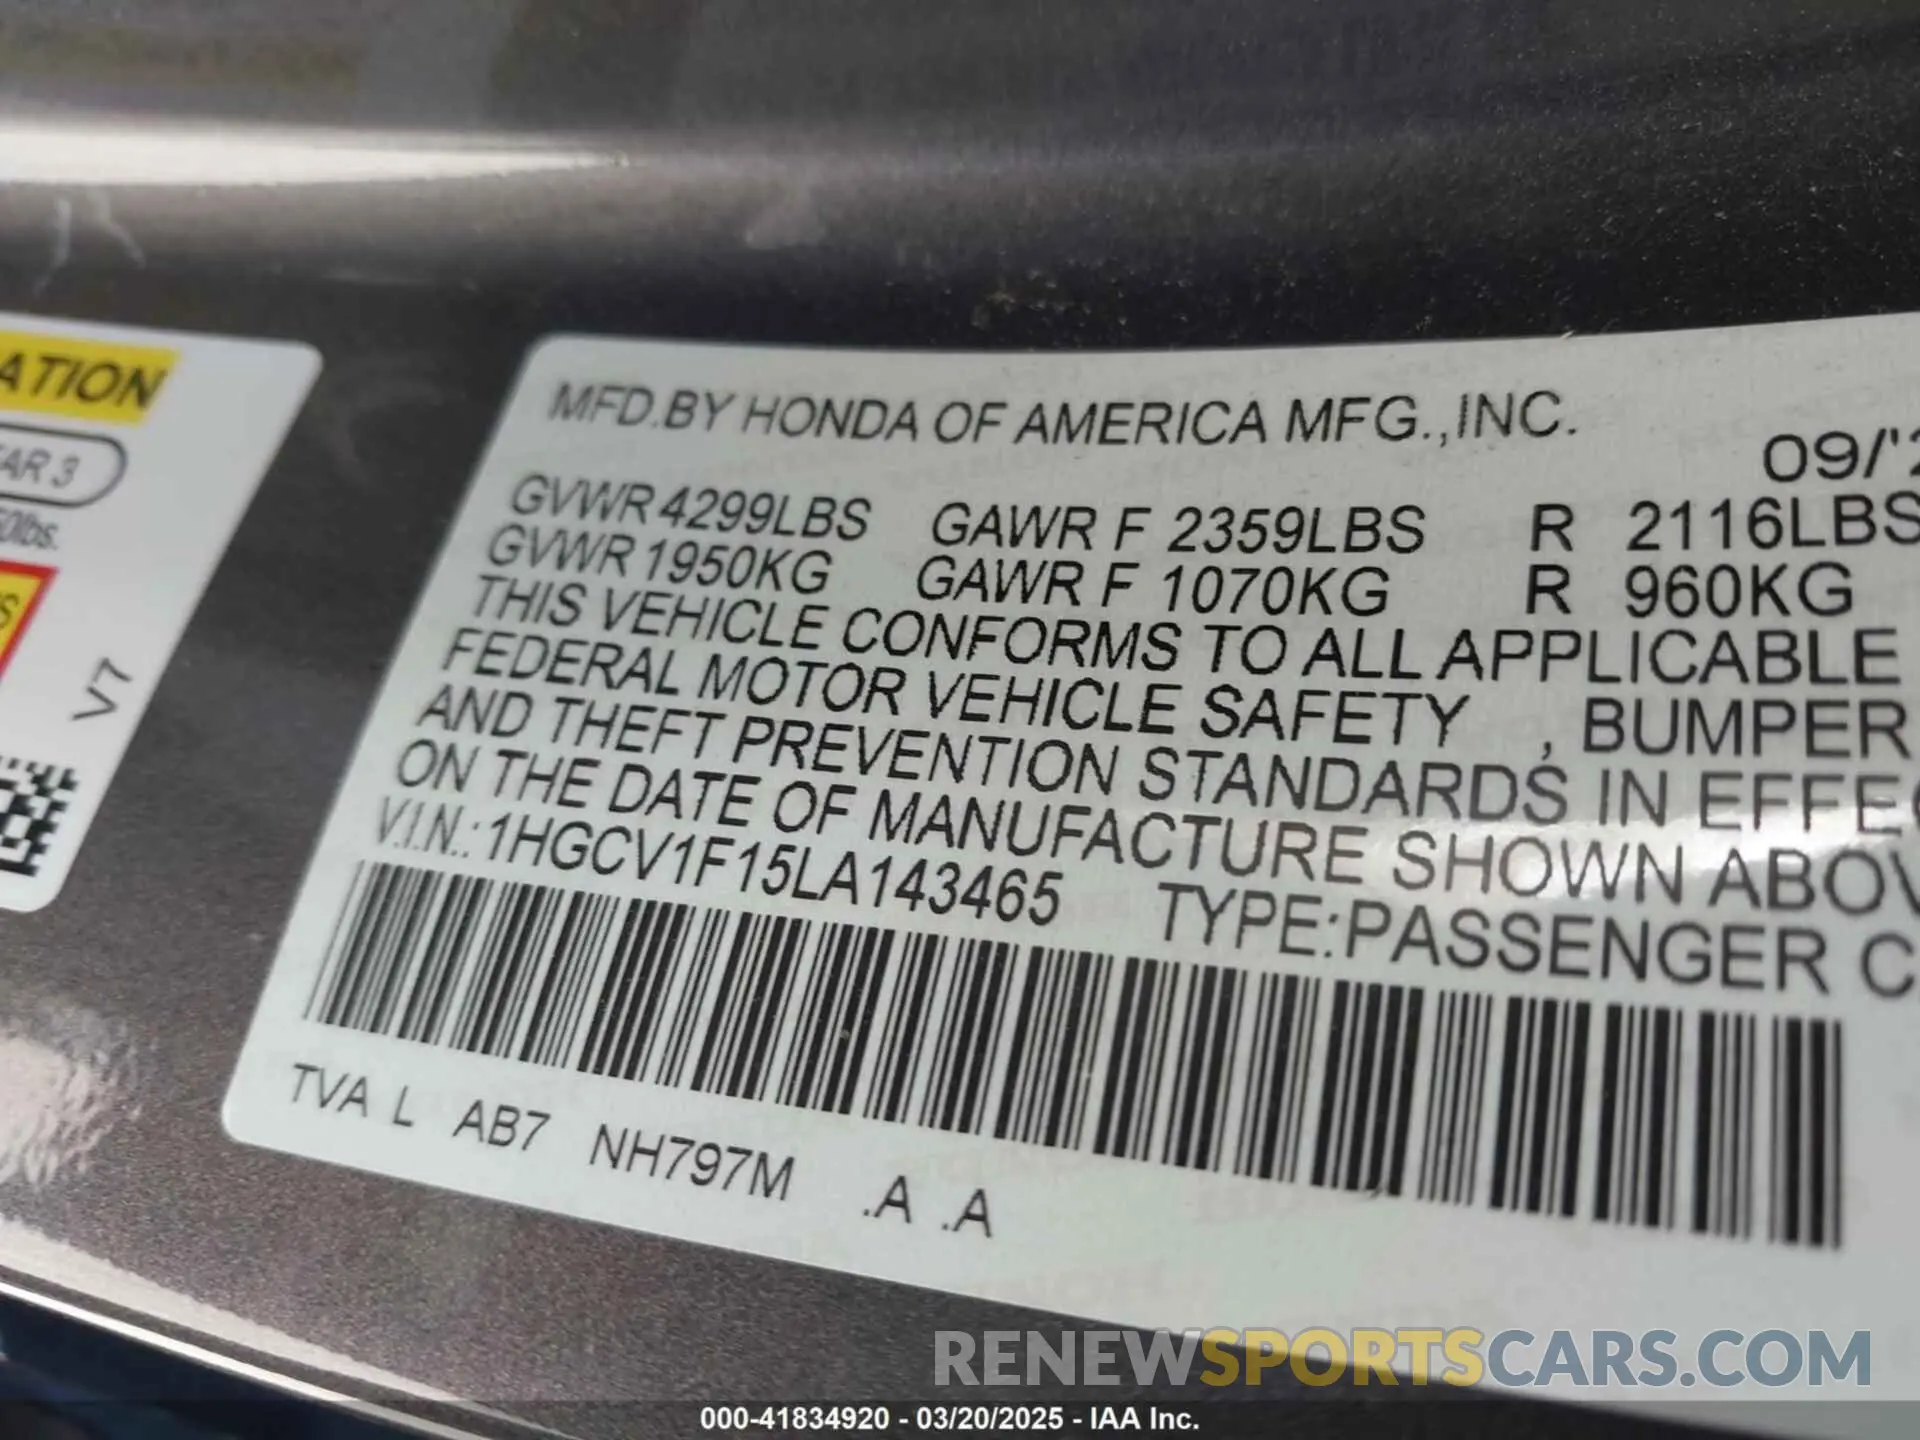 ATION
EAR 3
50lbs.
V7
MFD.BY HONDA OF AMERICA MFG.,INC.
09/'2
GVWR 4299LBS GAWR F 2359LBS R 2116LBS
GVWR 1950KG GAWR F 1070KG R 960KG
THIS VEHICLE CONFORMS TO ALL APPLICABLE
FEDERAL MOTOR VEHICLE SAFETY , BUMPER
AND THEFT PREVENTION STANDARDS IN EFFEC
ON THE DATE OF MANUFACTURE SHOWN ABOV
V.I.N.: 1HGCV1F15LA143465 TYPE:PASSENGER C
TVA L AB7 NH797M .A .A
RENEWSPORTSCARS.COM
000-41834920 - 03/20/2025 - IAA Inc.